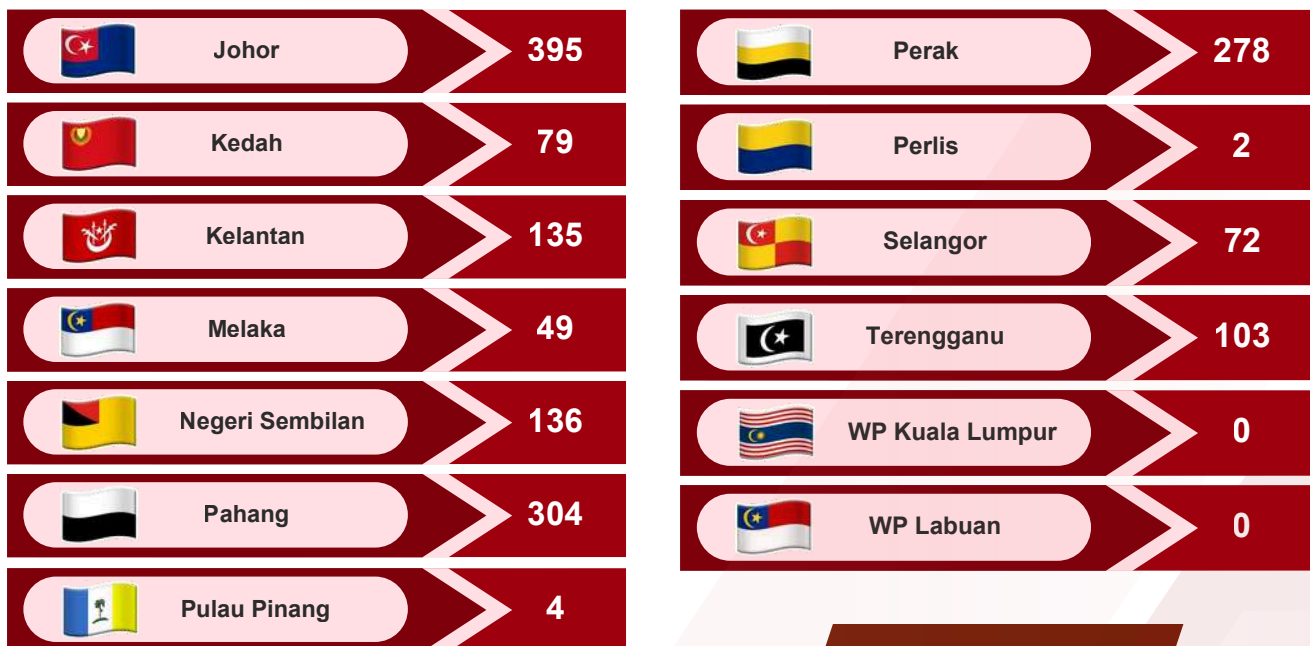 Johor 395
Kedah 79
Kelantan 135
Melaka 49
Negeri Sembilan 136
Pahang 304
Pulau Pinang 4
Perak 278
Perlis 2
Selangor 72
Terengganu 103
WP Kuala Lumpur 0
WP Labuan 0